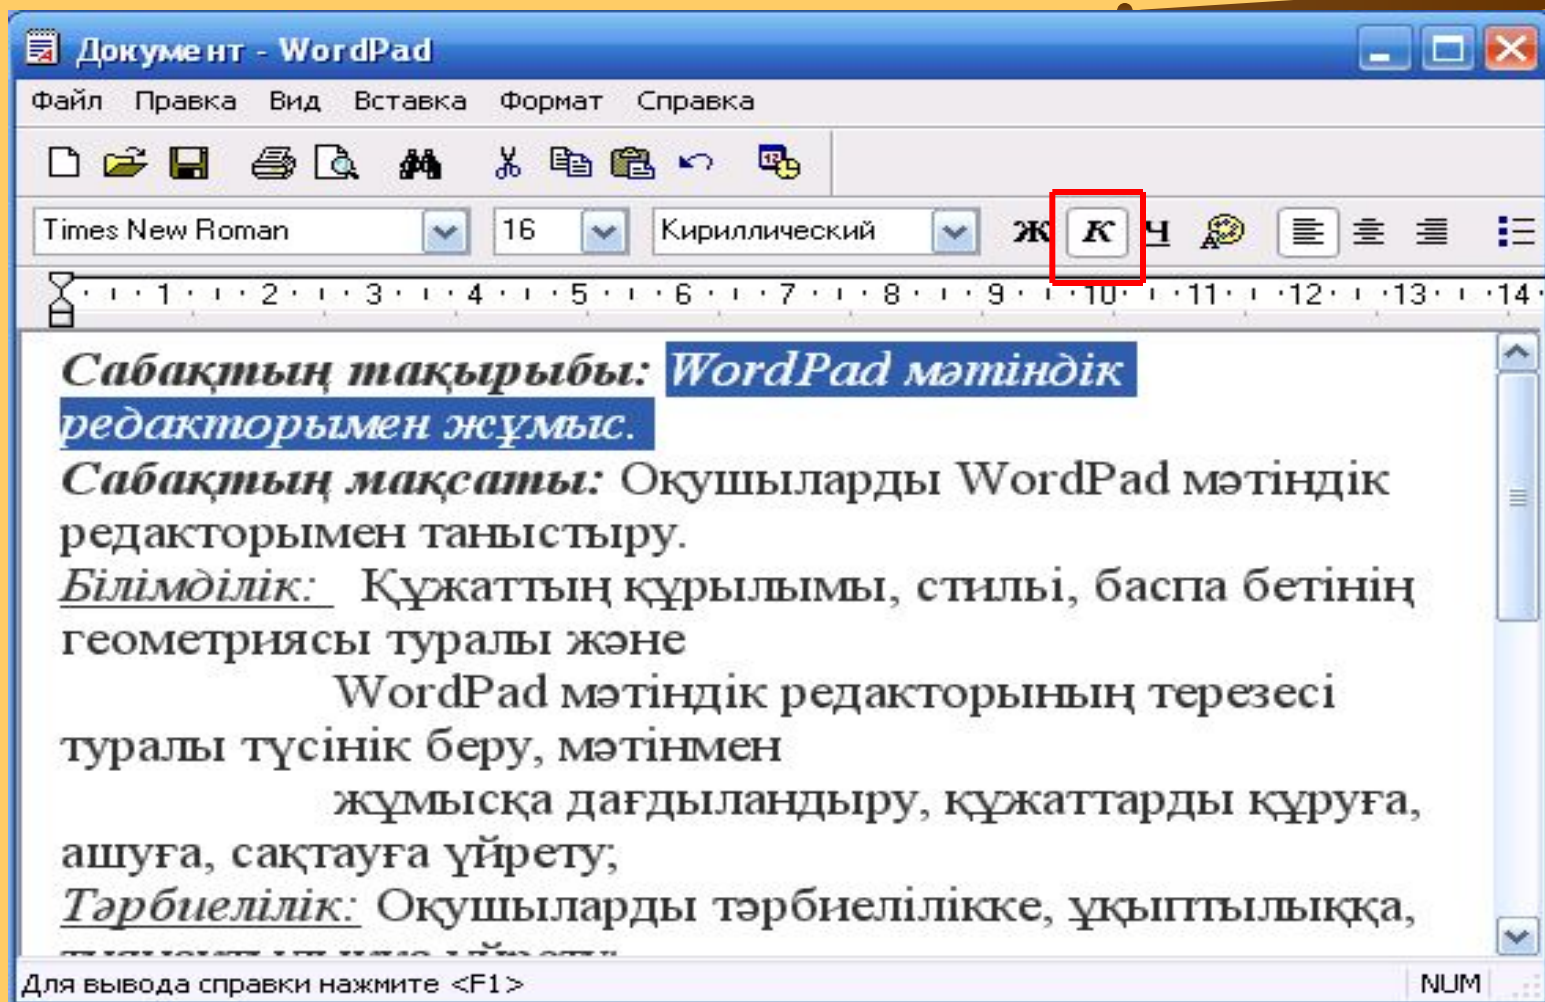 Документ - WordPad
Файл Правка Вид Вставка Формат Справка
Times New Roman 16 Кириллический Ж К Ч
1 2 3 4 5 6 7 8 9 10 11 12 13 14
Сабақтың тақырыбы: WordPad мәтіндік
редакторымен жұмыс.
Сабақтың мақсаты: Оқушыларды WordPad мәтіндік
редакторымен таныстыру.
Білімділік: Құжаттың құрылымы, стильі, баспа бетінің
геометриясы туралы және
WordPad мәтіндік редакторының терезесі
туралы түсінік беру, мәтінмен
жұмысқа дағдыландыру, құжаттарды құруға,
ашуға, сақтауға үйрету;
Тәрбиелілік: Оқушыларды тәрбиелілікке, ұқыптылыққа,
үйрету;
Для вывода справки нажмите <F1> NUM